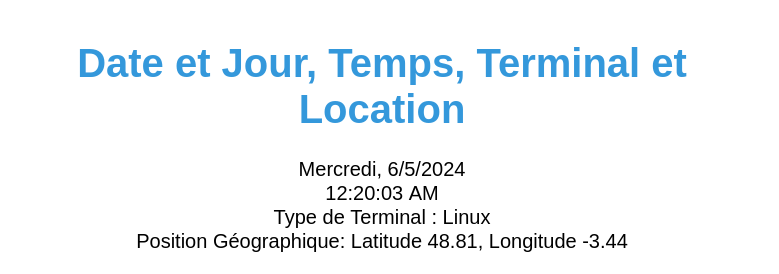 Date et Jour, Temps, Terminal et
Location
Mercredi, 6/5/2024
12:20:03 AM
Type de Terminal : Linux
Position Géographique: Latitude 48.81, Longitude -3.44